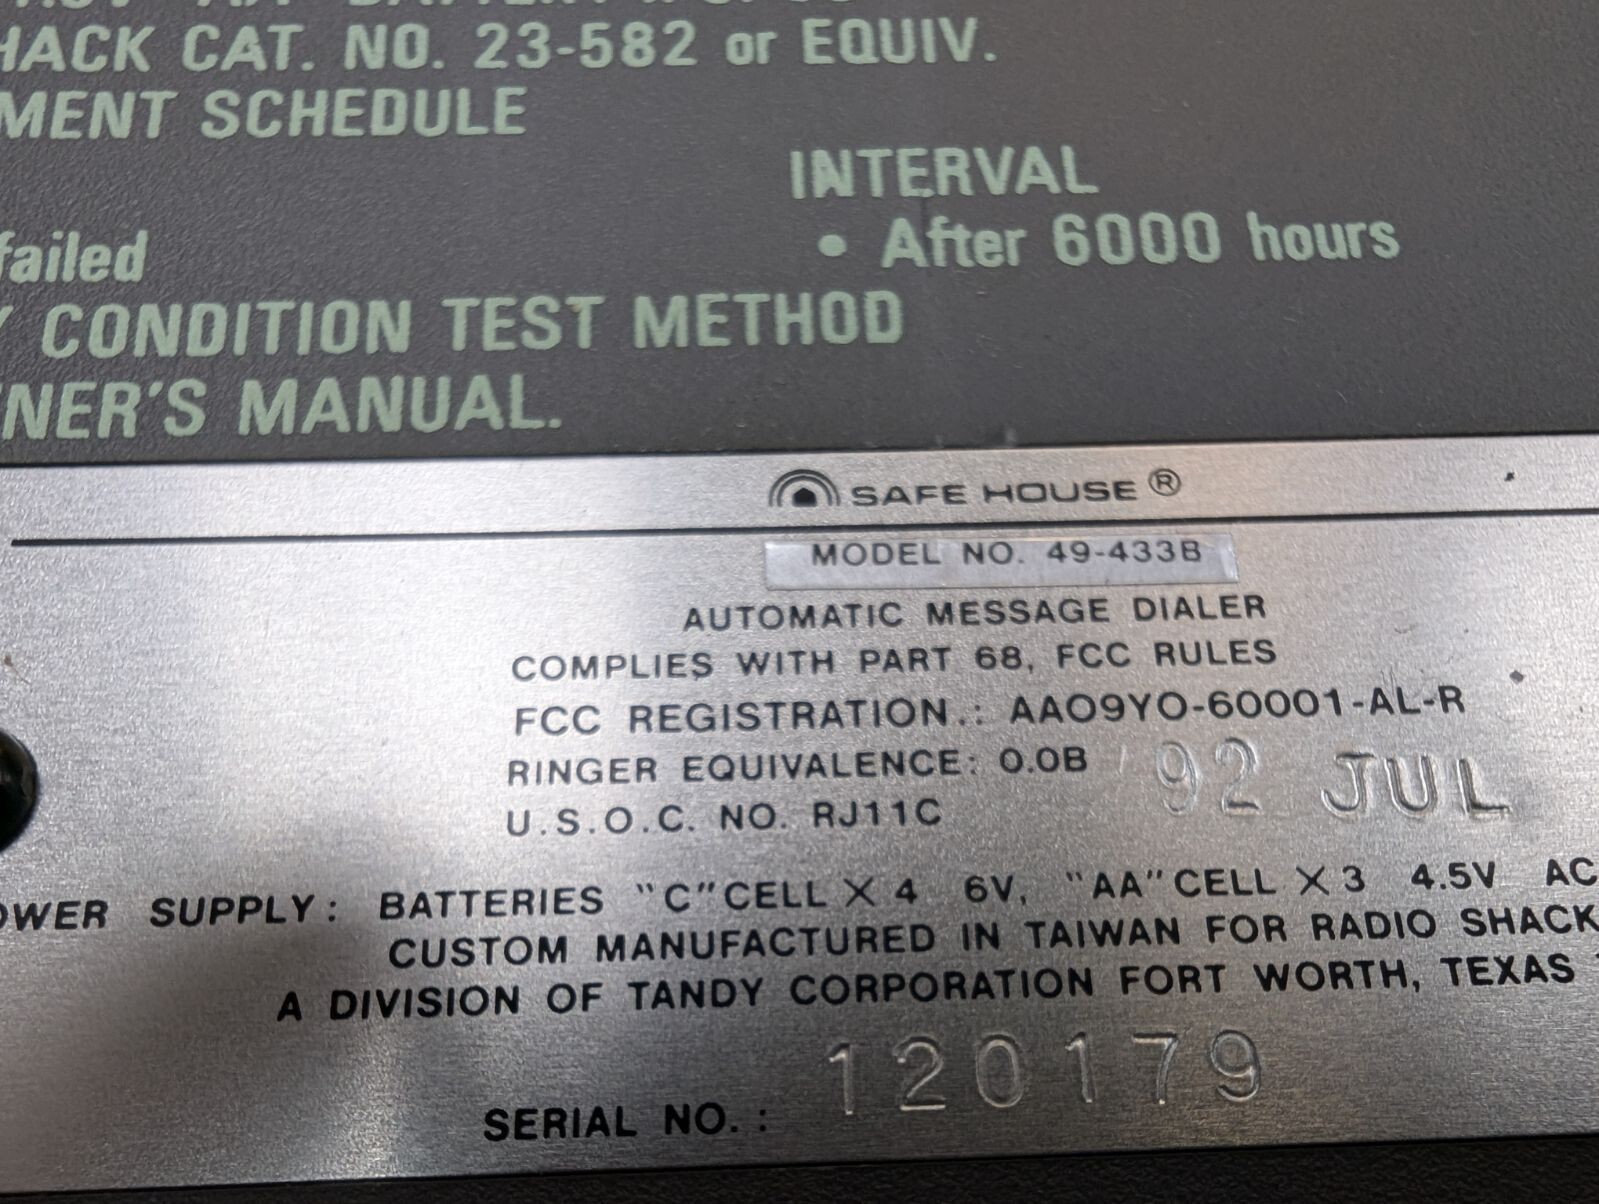 HACK CAT. NO. 23-582 or EQUIV.
MENT SCHEDULE
INTERVAL
failed • After 6000 hours
Y CONDITION TEST METHOD
NER'S MANUAL.
SAFE HOUSE®
MODEL NO. 49-433B
AUTOMATIC MESSAGE DIALER
COMPLIES WITH PART 68, FCC RULES
FCC REGISTRATION.: AAO9YO-60001-AL-R
RINGER EQUIVALENCE: 0.0B
92 JUL
U.S.O.C. NO. RJ11C
OWER SUPPLY: BATTERIES "C"CELL X 4 6V, "AA"CELL X 3 4.5V AC
CUSTOM MANUFACTURED IN TAIWAN FOR RADIO SHACK
A DIVISION OF TANDY CORPORATION FORT WORTH, TEXAS
120179
SERIAL NO.: